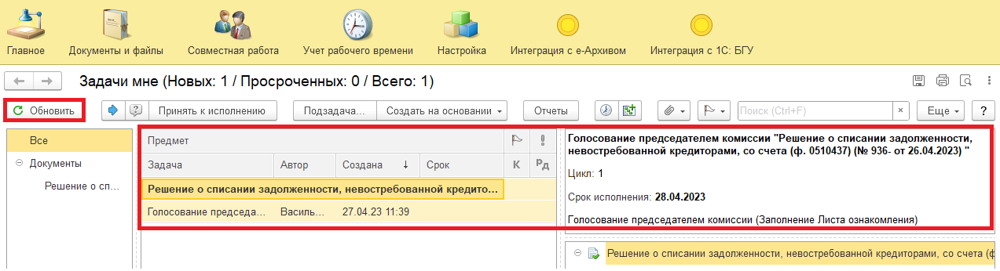 Главное Документы и файлы Совместная работа Учет рабочего времени Настройка Интеграция с е-Архивом Интеграция с 1С: БГУ
Задачи мне (Новых: 1 / Просроченных: 0 / Всего: 1)
Обновить Принять к исполнению Подзадача... Создать на основании Отчеты Поиск (Ctrl+F) × Еще ?
Все
Документы
Решение о сп...
Предмет
Задача Автор Создана ↓ Срок К Рд
Решение о списании задолженности, невостребованной кредито...
Голосование председа... Василь... 27.04.23 11:39
Голосование председателем комиссии "Решение о списании задолженности,
невостребованной кредиторами, со счета (ф. 0510437) (№ 936- от 26.04.2023) "
Цикл: 1
Срок исполнения: 28.04.2023
Голосование председателем комиссии (Заполнение Листа ознакомления)
Решение о списании задолженности, невостребованной кредиторами, со счета (ф